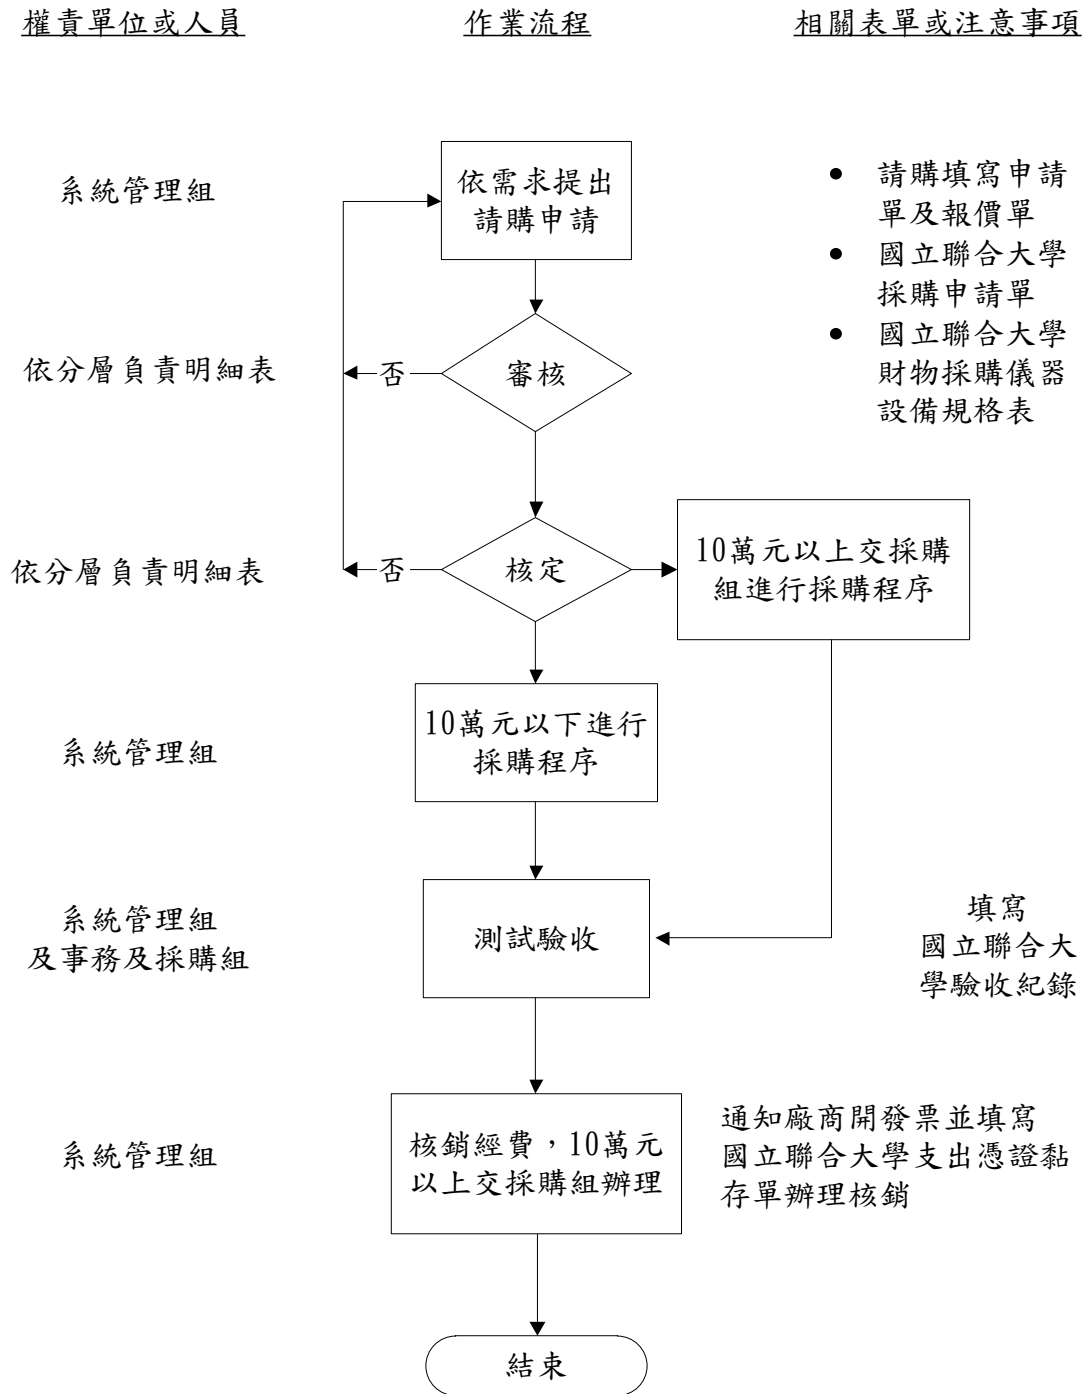 權責單位或人員
作業流程
相關表單或注意事項
系統管理組
依需求提出
請購申請
• 請購填寫申請
單及報價單
• 國立聯合大學
採購申請單
• 國立聯合大學
財物採購儀器
設備規格表
依分層負責明細表
否
審核
依分層負責明細表
否
核定
10萬元以上交採購
組進行採購程序
系統管理組
10萬元以下進行
採購程序
系統管理組
及事務及採購組
測試驗收
填寫
國立聯合大
學驗收紀錄
系統管理組
核銷經費，10萬元
以上交採購組辦理
通知廠商開發票並填寫
國立聯合大學支出憑證黏
存單辦理核銷
結束